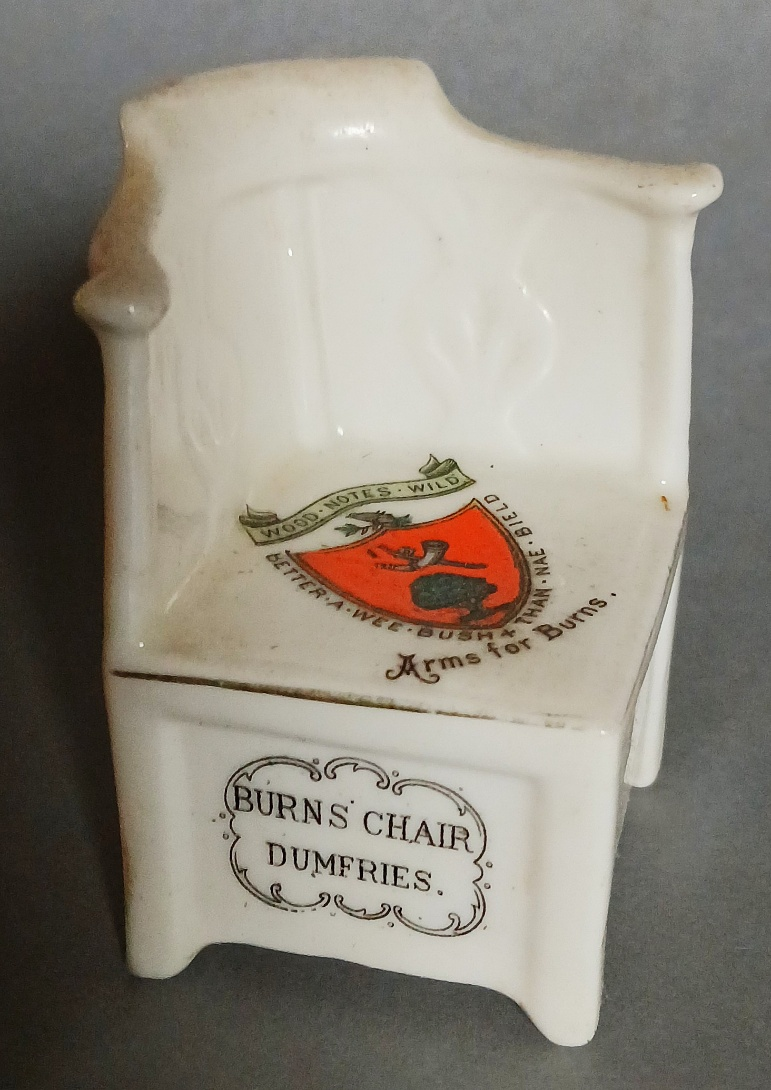 WOOD·NOTES·WILD
BETTER·A·WEE·BUSH+THAN·NAE·BIELD
Arms for Burns.
BURNS CHAIR
DUMFRIES.